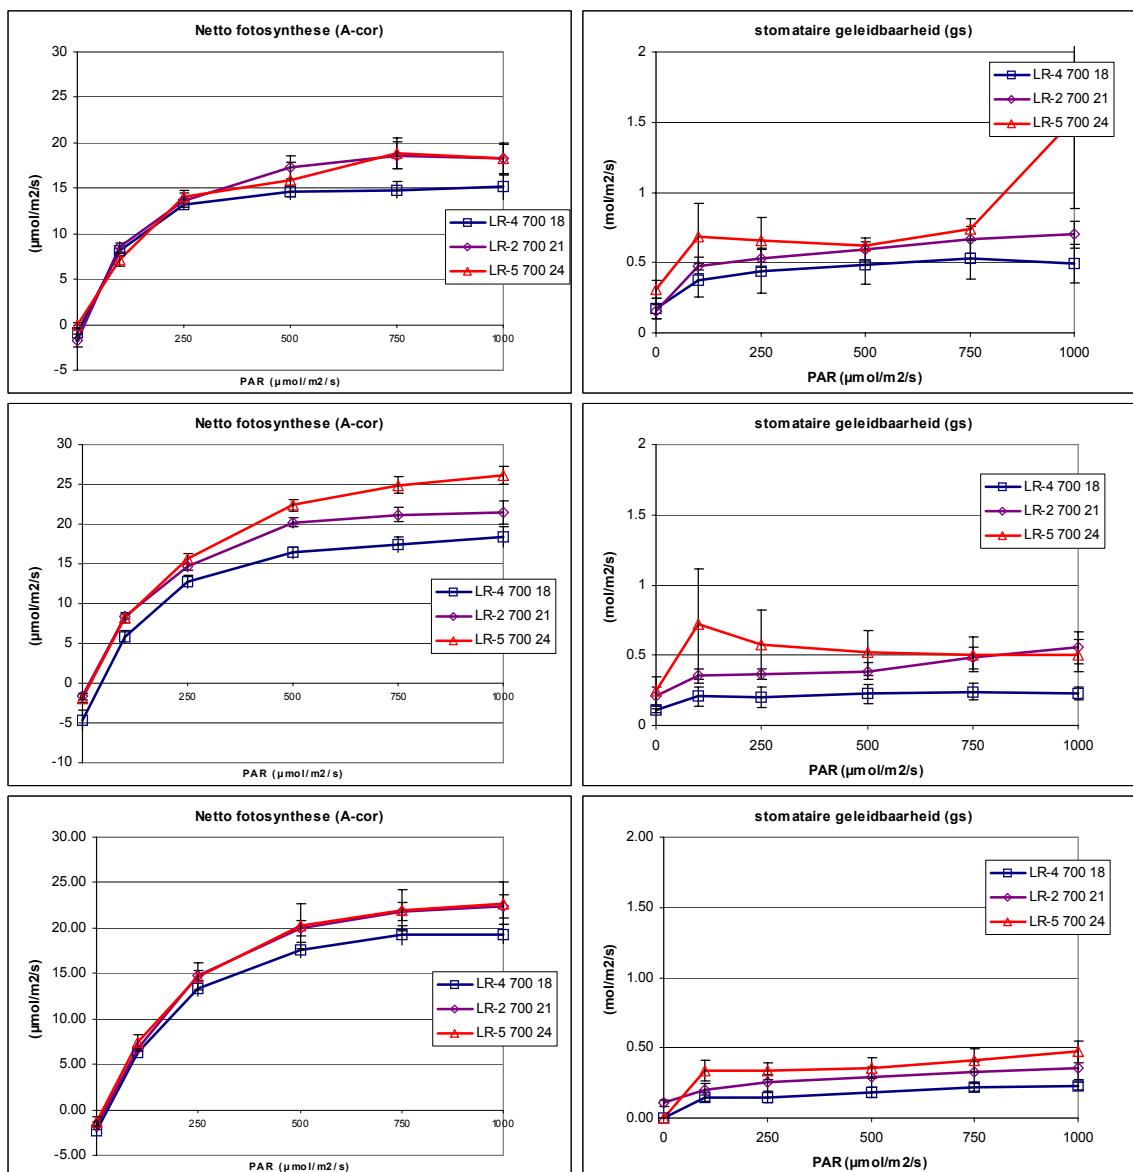 Netto fotosynthese (A-cor)
30
25
20
15
10
5
0
-5
250
500
750
1000
(µmol/m2/s)
PAR (µmol/m2/s)
LR-4 700 18
LR-2 700 21
LR-5 700 24
stomataire geleidbaarheid (gs)
2
1.5
1
0.5
0
0
250
500
750
1000
(mol/m2/s)
PAR (µmol/m2/s)
LR-4 700 18
LR-2 700 21
LR-5 700 24
Netto fotosynthese (A-cor)
30
25
20
15
10
5
0
-5
-10
250
500
750
1000
(µmol/m2/s)
PAR (µmol/m2/s)
LR-4 700 18
LR-2 700 21
LR-5 700 24
stomataire geleidbaarheid (gs)
2
1.5
1
0.5
0
0
250
500
750
1000
(mol/m2/s)
PAR (µmol/m2/s)
LR-4 700 18
LR-2 700 21
LR-5 700 24
Netto fotosynthese (A-cor)
30.00
25.00
20.00
15.00
10.00
5.00
0.00
-5.00
250
500
750
1000
(µmol/m2/s)
PAR (µmol/m2/s)
LR-4 700 18
LR-2 700 21
LR-5 700 24
stomataire geleidbaarheid (gs)
2.00
1.50
1.00
0.50
0.00
0
250
500
750
1000
(mol/m2/s)
PAR (µmol/m2/s)
LR-4 700 18
LR-2 700 21
LR-5 700 24